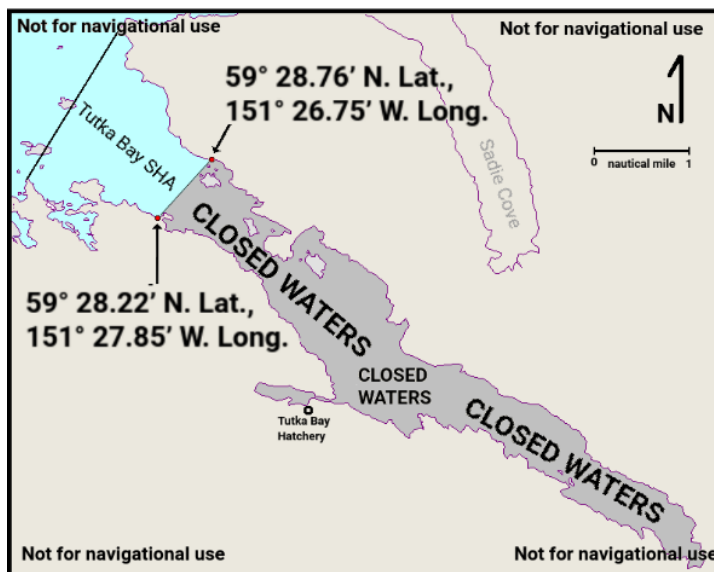 Not for navigational use
Not for navigational use
59° 28.76’ N. Lat.,
151° 26.75’ W. Long.
N
0 nautical mile 1
Tutka Bay SHA
Sadie Cove
CLOSED WATERS
59° 28.22’ N. Lat.,
151° 27.85’ W. Long.
CLOSED
WATERS
CLOSED WATERS
Tutka Bay
Hatchery
Not for navigational use
Not for navigational use